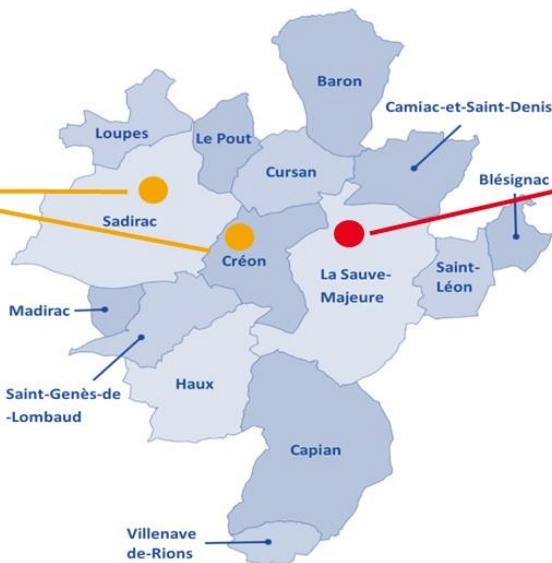 Baron
Camiac-et-Saint-Denis
Loupes
Le Pout
Cursan
Blésignac
Sadirac
Créon
La Sauve-
Majeure
Saint-
Léon
Madirac
Saint-Genès-de
-Lombaud
Haux
Capian
Villenave
de-Rions